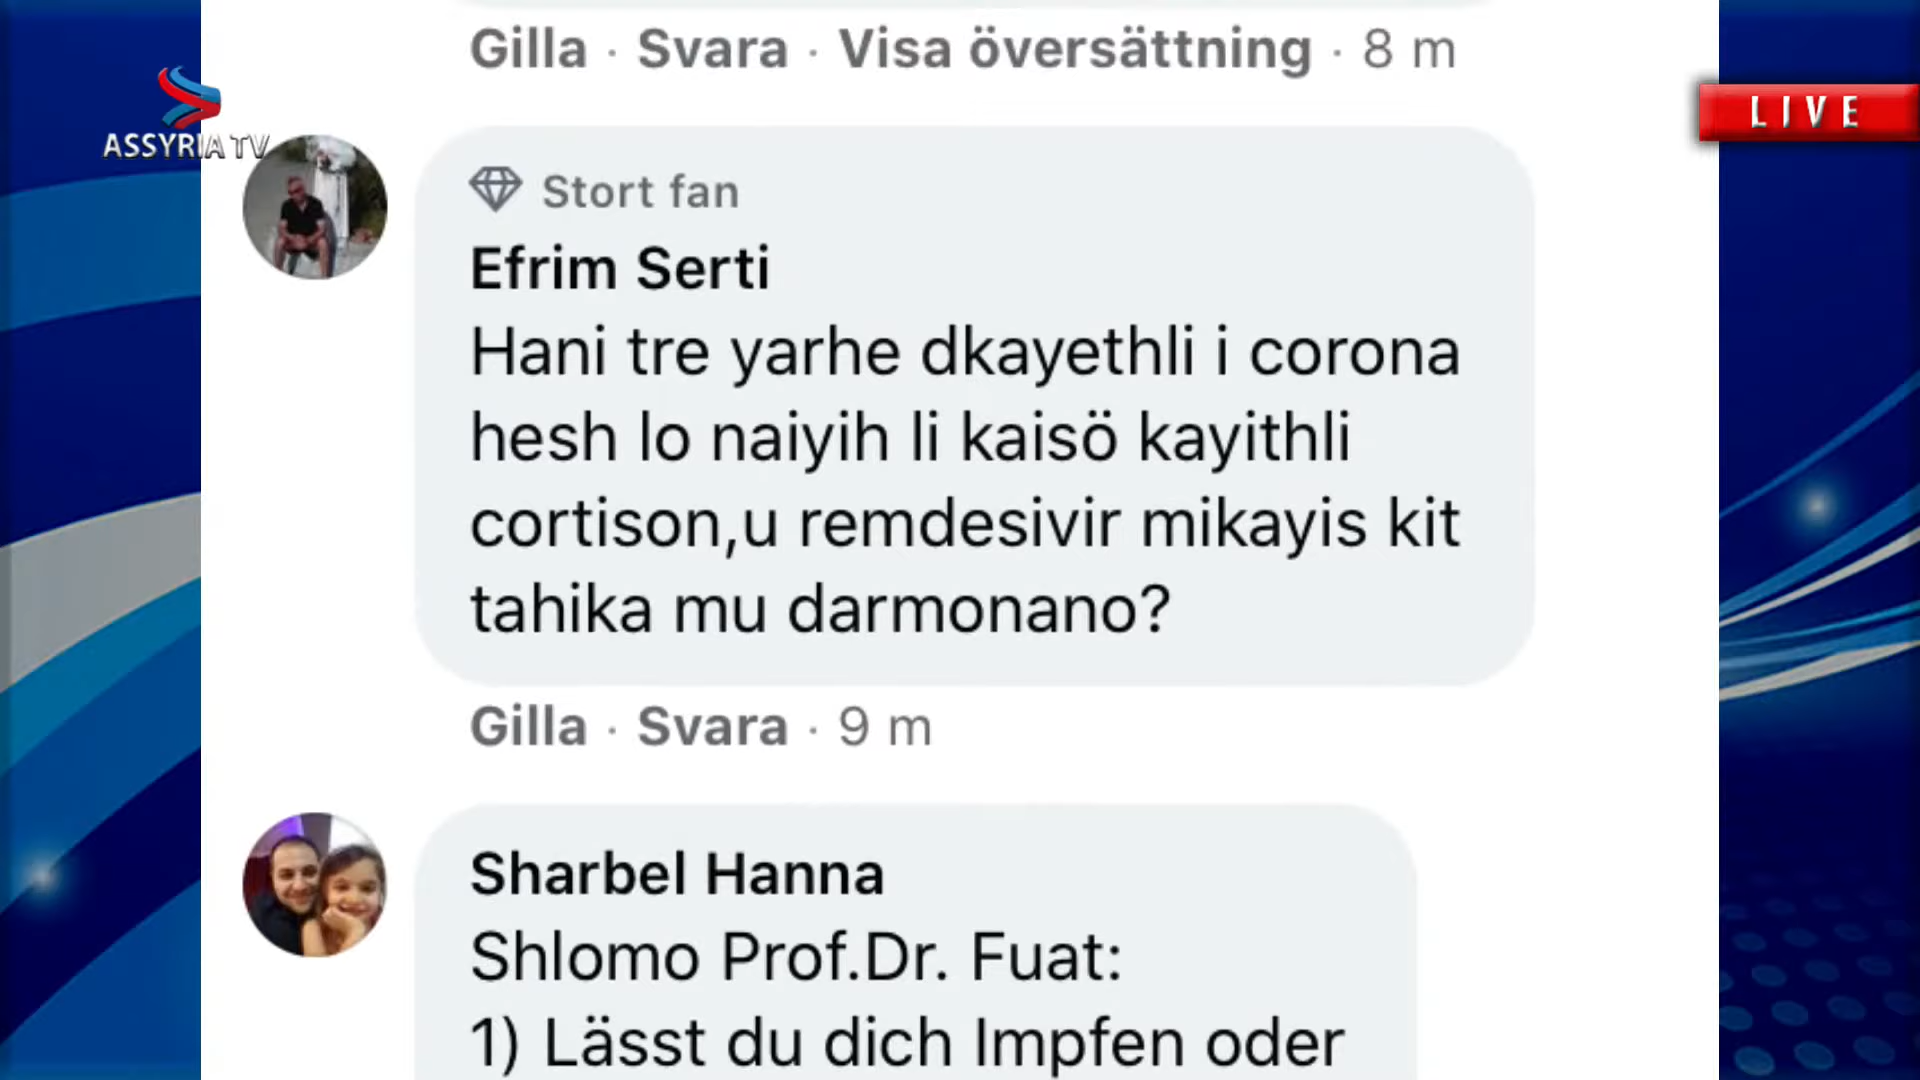 Gilla · Svara · Visa översättning · 8 m
ASSYRIA TV
LIVE
Stort fan
Efrim Serti
Hani tre yarhe dkayethli i corona
hesh lo naiyih li kaisö kayithli
cortison,u remdesivir mikayis kit
tahika mu darmonano?
Gilla · Svara · 9 m
Sharbel Hanna
Shlomo Prof.Dr. Fuat:
1) Lässt du dich Impfen oder